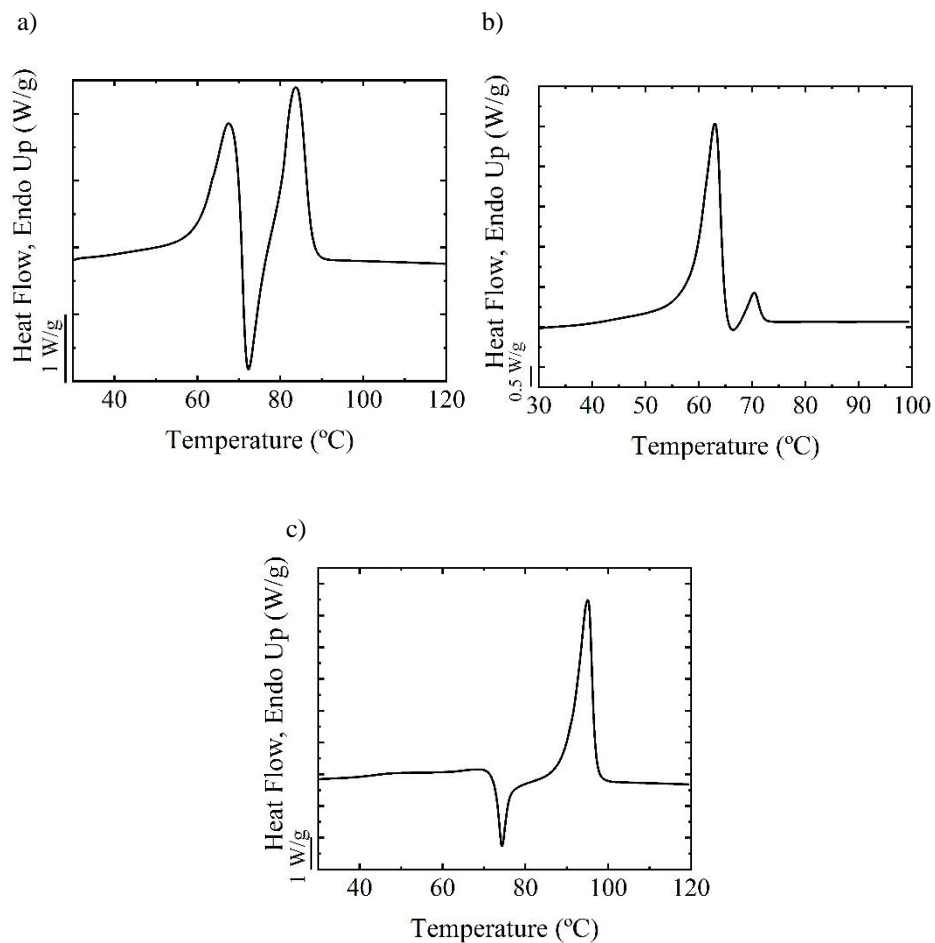 a)
Heat Flow, Endo Up (W/g)
1 W/g
40 60 80 100 120
Temperature (ºC)
b)
Heat Flow, Endo Up (W/g)
0.5 W/g
30 40 50 60 70 80 90 100
Temperature (ºC)
c)
Heat Flow, Endo Up (W/g)
1 W/g
40 60 80 100 120
Temperature (ºC)